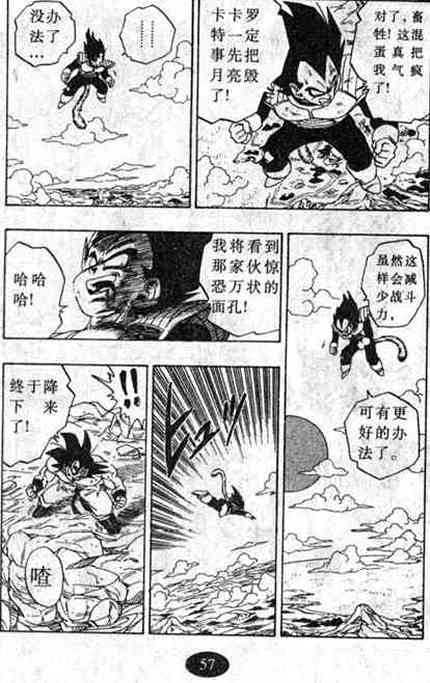 对了，畜
牲！这混
蛋真把
我气疯
了！
卡卡罗
特一定
事先把
月亮毁
了！
………
没办
法
…
虽然这
样会减
少战斗
力，
可有更
好的办
法了。
我将看到
那家伙惊
恐万状的
面孔！
哈哈
哈！
ヒュッ
!!
终于降
下来
了！
喳
57